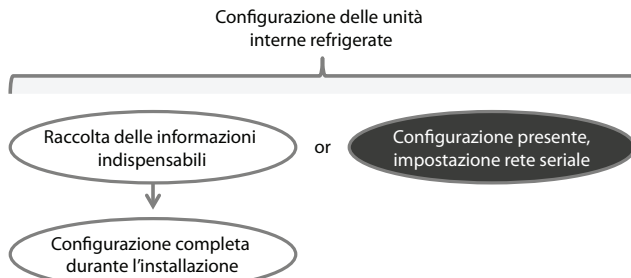 Configurazione delle unità
interne refrigerate
Raccolta delle informazioni
indispensabili
or
Configurazione presente,
impostazione rete seriale
Configurazione completa
durante l'installazione